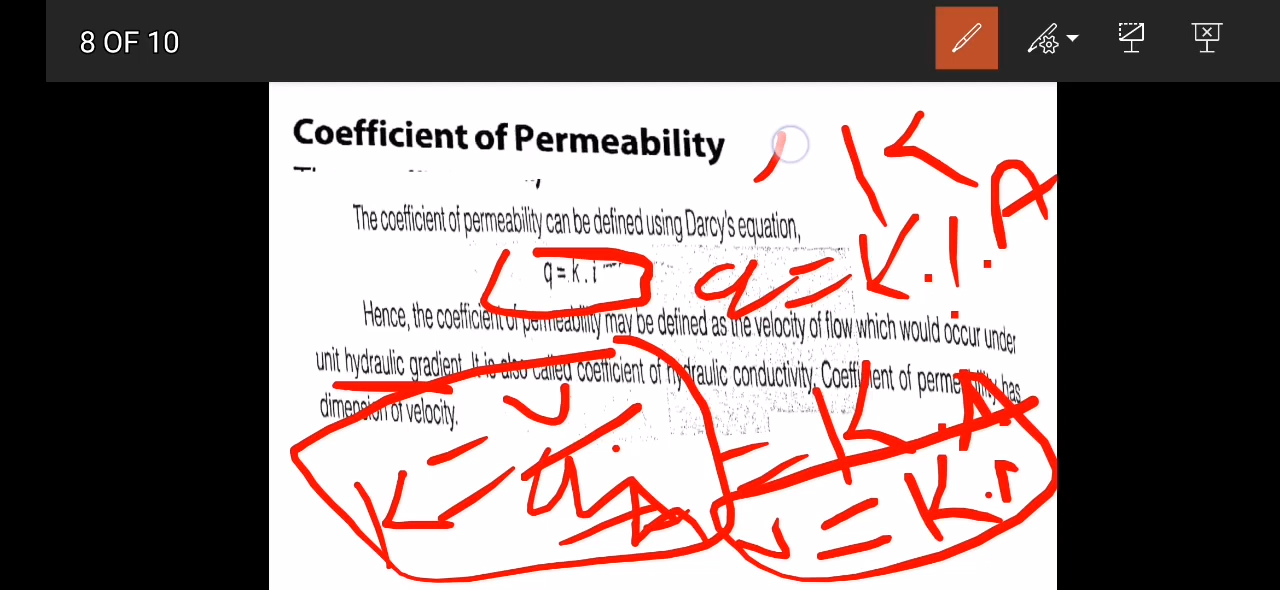 8 OF 10
Coefficient of Permeability
K
The coefficient of permeability can be defined using Darcy's equation,
q = k . i
q = K . I . A
Hence, the coefficient of permeability may be defined as the velocity of flow which would occur under
unit hydraulic gradient. It is also called coefficient of hydraulic conductivity. Coefficient of permeability has
dimension of velocity.
= K . A
V = K . i